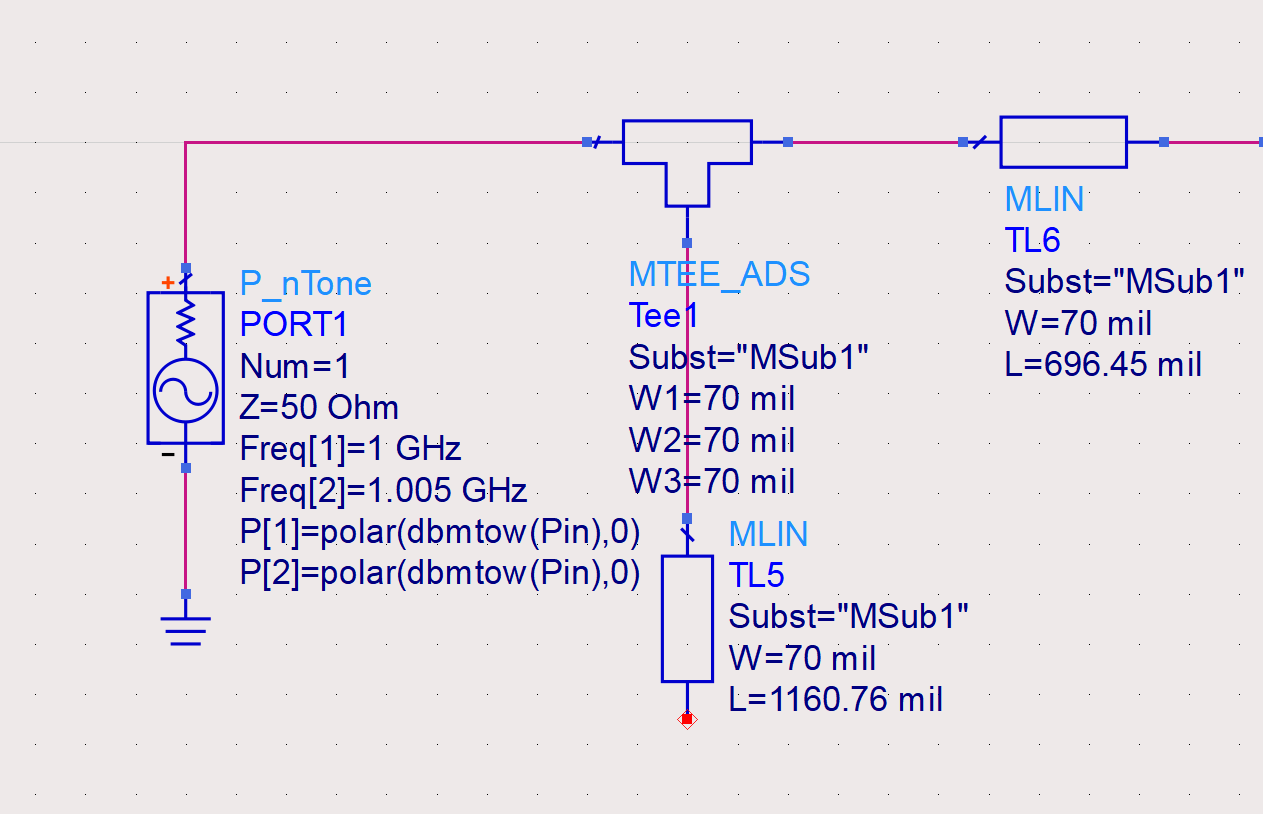 +
P_nTone
PORT1
Num=1
Z=50 Ohm
Freq[1]=1 GHz
Freq[2]=1.005 GHz
P[1]=polar(dbmtow(Pin),0)
P[2]=polar(dbmtow(Pin),0)
−
MTEE_ADS
Tee1
Subst="MSub1"
W1=70 mil
W2=70 mil
W3=70 mil
MLIN
TL6
Subst="MSub1"
W=70 mil
L=696.45 mil
MLIN
TL5
Subst="MSub1"
W=70 mil
L=1160.76 mil